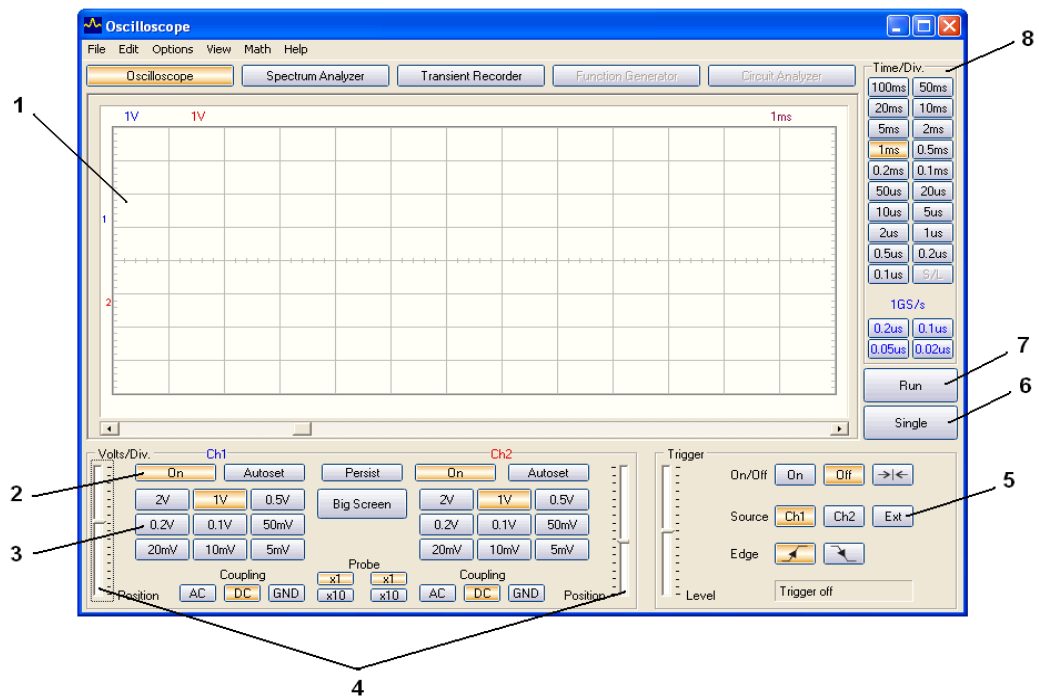 Oscilloscope
File Edit Options View Math Help
8
Oscilloscope Spectrum Analyzer Transient Recorder Function Generator Circuit Analyzer
Time/Div.
100ms 50ms
20ms 10ms
5ms 2ms
1ms 0.5ms
0.2ms 0.1ms
50us 20us
10us 5us
2us 1us
0.5us 0.2us
0.1us S/L
1GS/s
0.2us 0.1us
0.05us 0.02us
1
1V 1V 1ms
1
2
7
Run
6
Single
Volts/Div. Ch1 Ch2
2
On Autoset Persist On Autoset
2V 1V 0.5V Big Screen 2V 1V 0.5V
3
0.2V 0.1V 50mV 0.2V 0.1V 50mV
20mV 10mV 5mV 20mV 10mV 5mV
Coupling Probe Coupling
x1 x1
Position AC DC GND x10 x10 AC DC GND Position
4
Trigger
On/Off On Off →|←
5
Source Ch1 Ch2 Ext
Edge
Level Trigger off